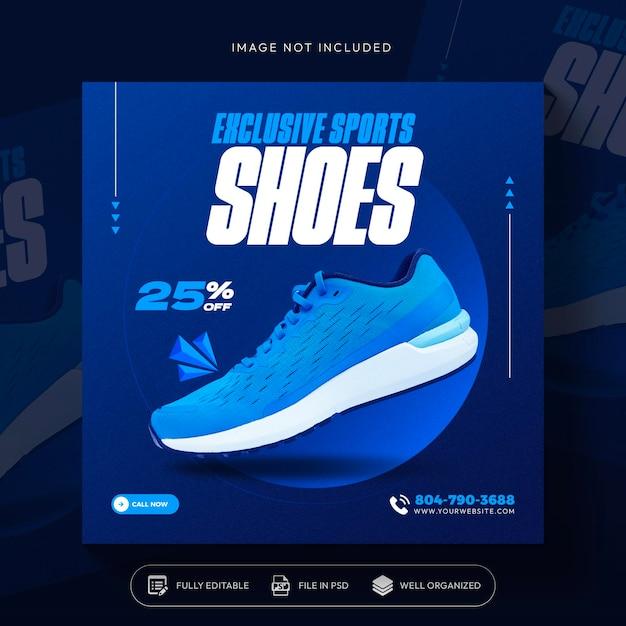 IMAGE NOT INCLUDED
EXCLUSIVE SPORTS
SHOES
25%
OFF
CALL NOW
804-790-3688
WWW.YOURWEBSITE.COM
FULLY EDITABLE
FILE IN PSD
WELL ORGANIZED